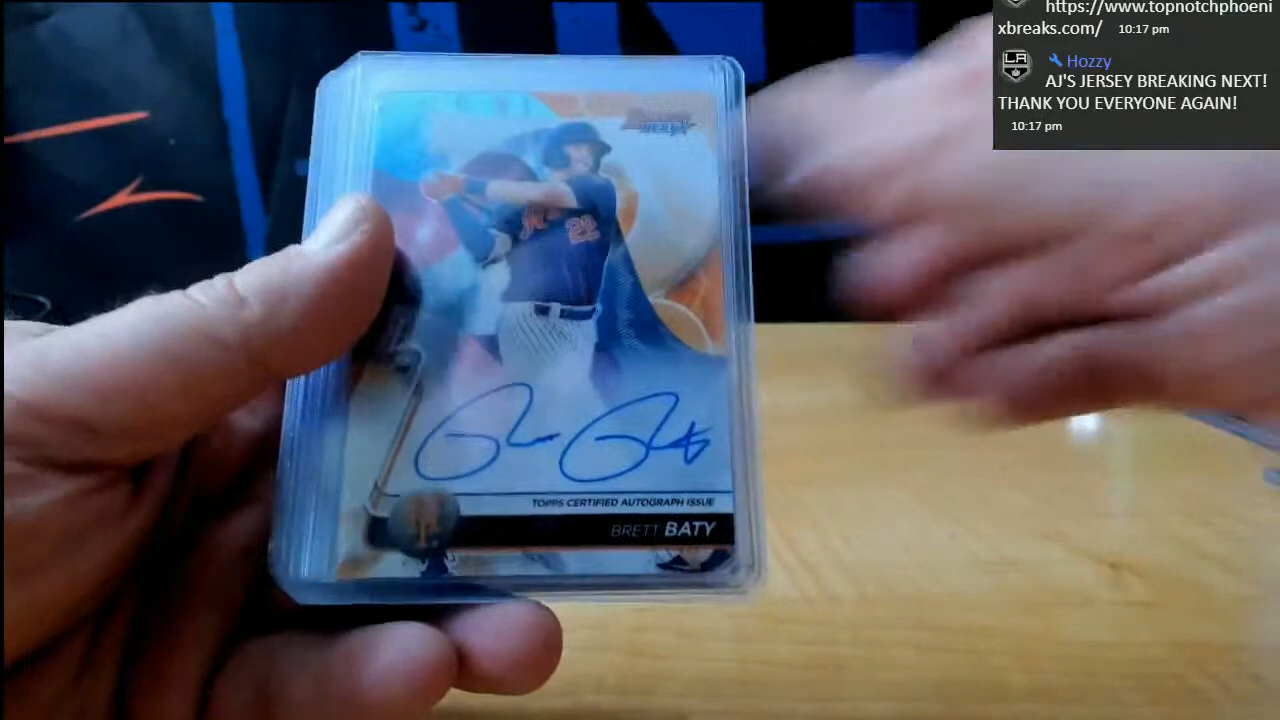 https://www.topnotchphoeni
xbreaks.com/ 10:17 pm
Hozzy
AJ'S JERSEY BREAKING NEXT!
THANK YOU EVERYONE AGAIN!
10:17 pm
22
TOPPS CERTIFIED AUTOGRAPH ISSUE
BRETT BATY